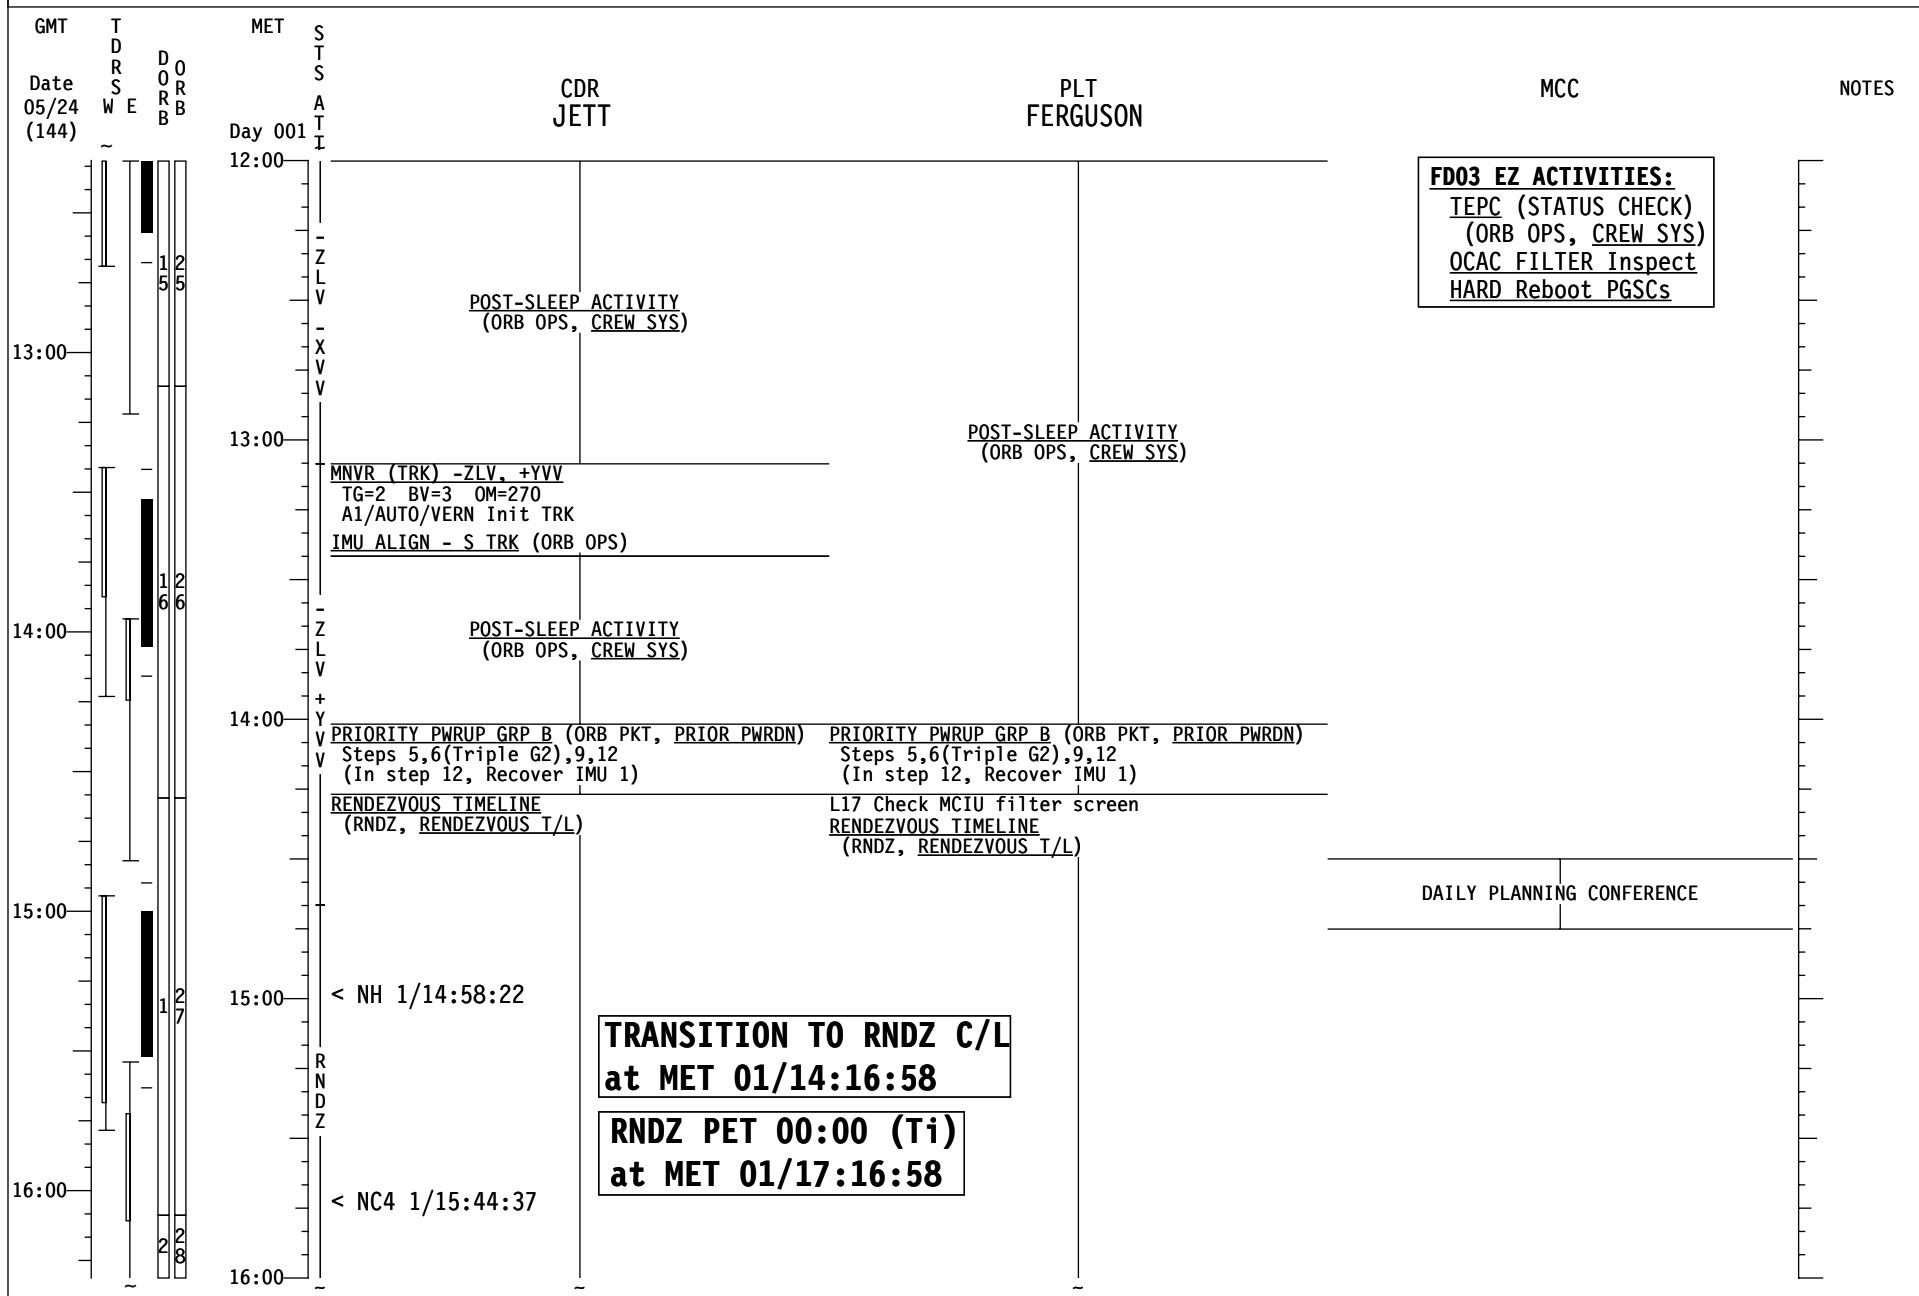 GMT
TDRS
W E
DORB
ORB
MET
STS ATT
Date
05/24
(144)
Day 001
CDR
JETT
PLT
FERGUSON
MCC
NOTES
~
12:00
FD03 EZ ACTIVITIES:
TEPC (STATUS CHECK)
(ORB OPS, CREW SYS)
OCAC FILTER Inspect
HARD Reboot PGSCs
15
25
-ZLV -XVV
POST-SLEEP ACTIVITY
(ORB OPS, CREW SYS)
13:00
13:00
POST-SLEEP ACTIVITY
(ORB OPS, CREW SYS)
MNVR (TRK) -ZLV, +YVV
TG=2 BV=3 OM=270
A1/AUTO/VERN Init TRK
IMU ALIGN - S TRK (ORB OPS)
16
26
14:00
-ZLV +YVV
POST-SLEEP ACTIVITY
(ORB OPS, CREW SYS)
14:00
PRIORITY PWRUP GRP B (ORB PKT, PRIOR PWRDN)
Steps 5,6(Triple G2),9,12
(In step 12, Recover IMU 1)
PRIORITY PWRUP GRP B (ORB PKT, PRIOR PWRDN)
Steps 5,6(Triple G2),9,12
(In step 12, Recover IMU 1)
RENDEZVOUS TIMELINE
(RNDZ, RENDEZVOUS T/L)
L17 Check MCIU filter screen
RENDEZVOUS TIMELINE
(RNDZ, RENDEZVOUS T/L)
DAILY PLANNING CONFERENCE
15:00
1
27
15:00
< NH 1/14:58:22
TRANSITION TO RNDZ C/L
at MET 01/14:16:58
RNDZ
RNDZ PET 00:00 (Ti)
at MET 01/17:16:58
16:00
< NC4 1/15:44:37
2
28
16:00
~ ~ ~ ~